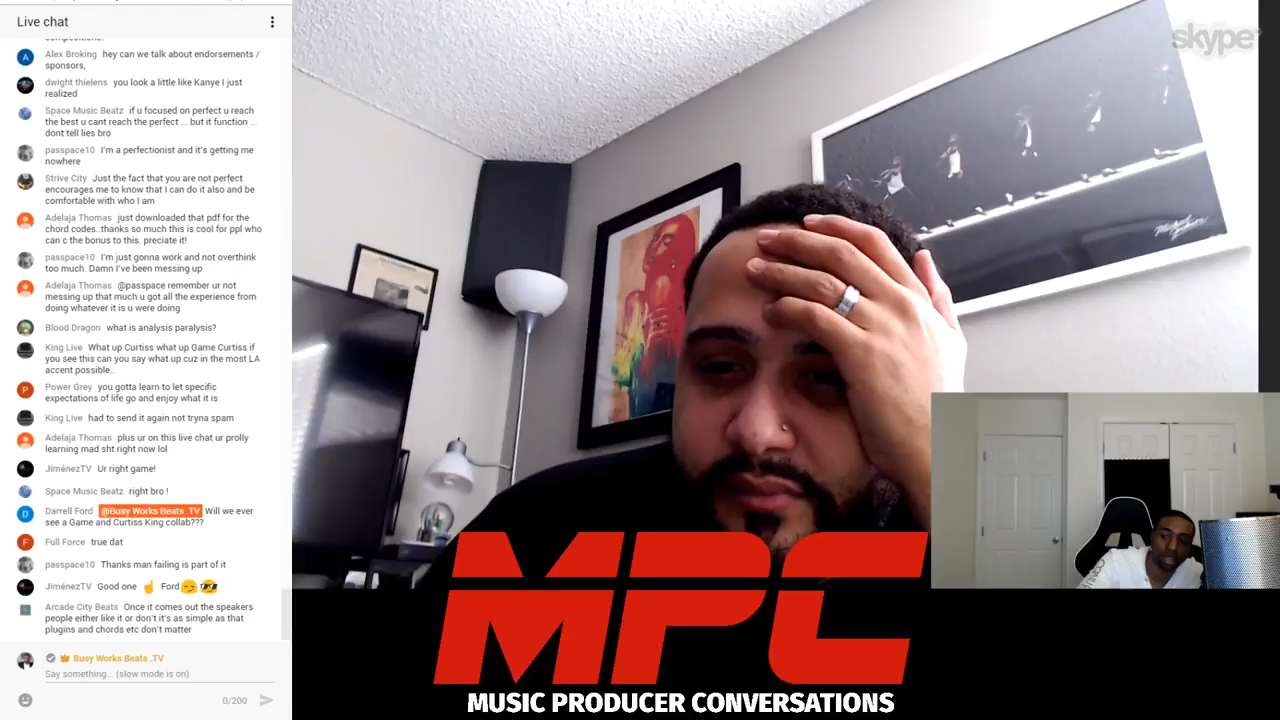 Live chat
compositions.
Alex Broking hey can we talk about endorsements /
sponsors,
dwight thielens you look a little like Kanye I just
realized
Space Music Beatz if u focused on perfect u reach
the best u cant reach the perfect ... but it function ...
dont tell lies bro
passpace10 I'm a perfectionist and it's getting me
nowhere
Strive City Just the fact that you are not perfect
encourages me to know that I can do it also and be
comfortable with who I am
Adelaja Thomas just downloaded that pdf for the
chord codes..thanks so much this is cool for ppl who
can c the bonus to this. preciate it!
passpace10 I'm just gonna work and not overthink
too much. Damn I've been messing up
Adelaja Thomas @passpace remember ur not
messing up that much u got all the experience from
doing whatever it is u were doing
Blood Dragon what is analysis paralysis?
King Live What up Curtiss what up Game Curtiss if
you see this can you say what up cuz in the most LA
accent possible..
Power Grey you gotta learn to let specific
expectations of life go and enjoy what it is
King Live had to send it again not tryna spam
Adelaja Thomas plus ur on this live chat ur prolly
learning mad sht right now lol
JiménezTV Ur right game!
Space Music Beatz right bro !
Darrell Ford @Busy Works Beats .TV Will we ever
see a Game and Curtiss King collab???
Full Force true dat
passpace10 Thanks man failing is part of it
JiménezTV Good one ☝ Ford😏😎
Arcade City Beats Once it comes out the speakers
people either like it or don't it's as simple as that
plugins and chords etc don't matter
Busy Works Beats .TV
Say something... (slow mode is on)
0/200
skype
MPC
MUSIC PRODUCER CONVERSATIONS